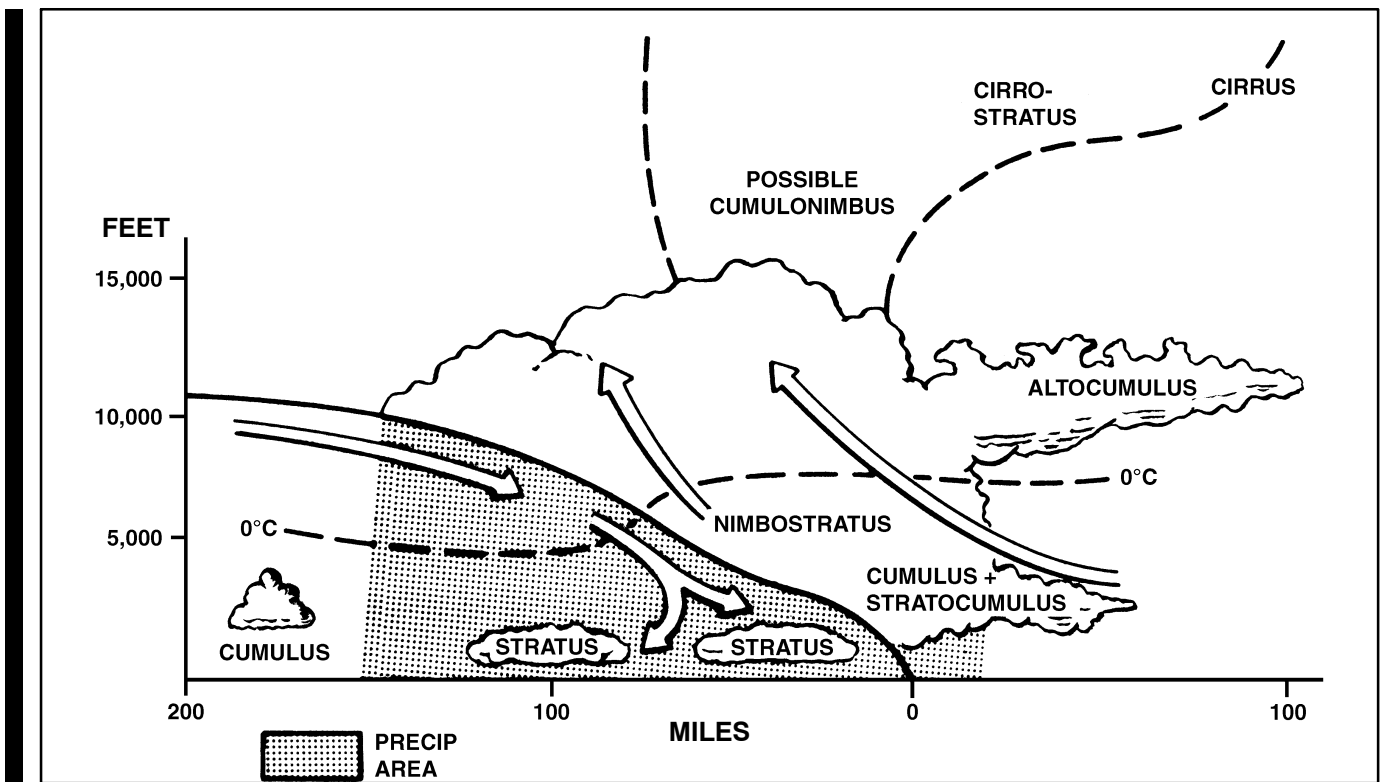 CIRRO-
STRATUS
CIRRUS
POSSIBLE
CUMULONIMBUS
FEET
15,000
10,000
5,000
ALTOCUMULUS
0°C
NIMBOSTRATUS
0°C
CUMULUS +
STRATOCUMULUS
CUMULUS
STRATUS
STRATUS
200
100
0
100
MILES
PRECIP
AREA